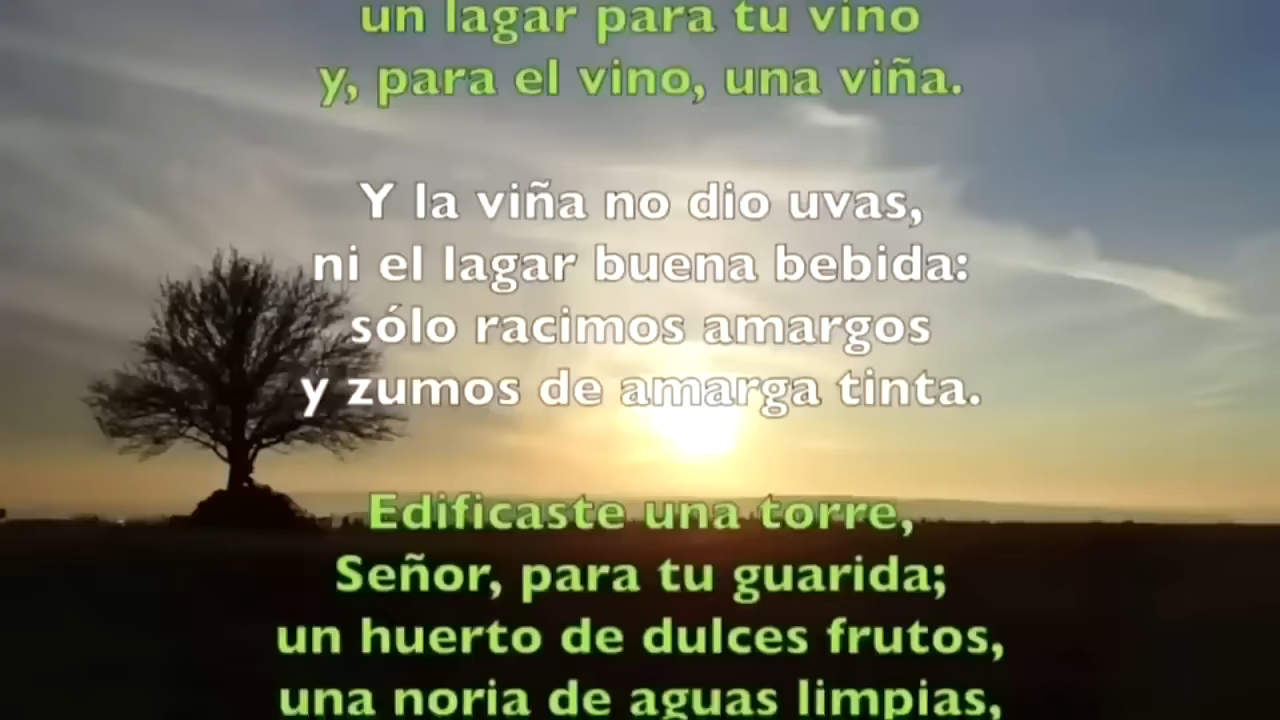 un lagar para tu vino
y, para el vino, una viña.
Y la viña no dio uvas,
ni el lagar buena bebida:
sólo racimos amargos
y zumos de amarga tinta.
Edificaste una torre,
Señor, para tu guarida;
un huerto de dulces frutos,
una noria de aguas limpias,